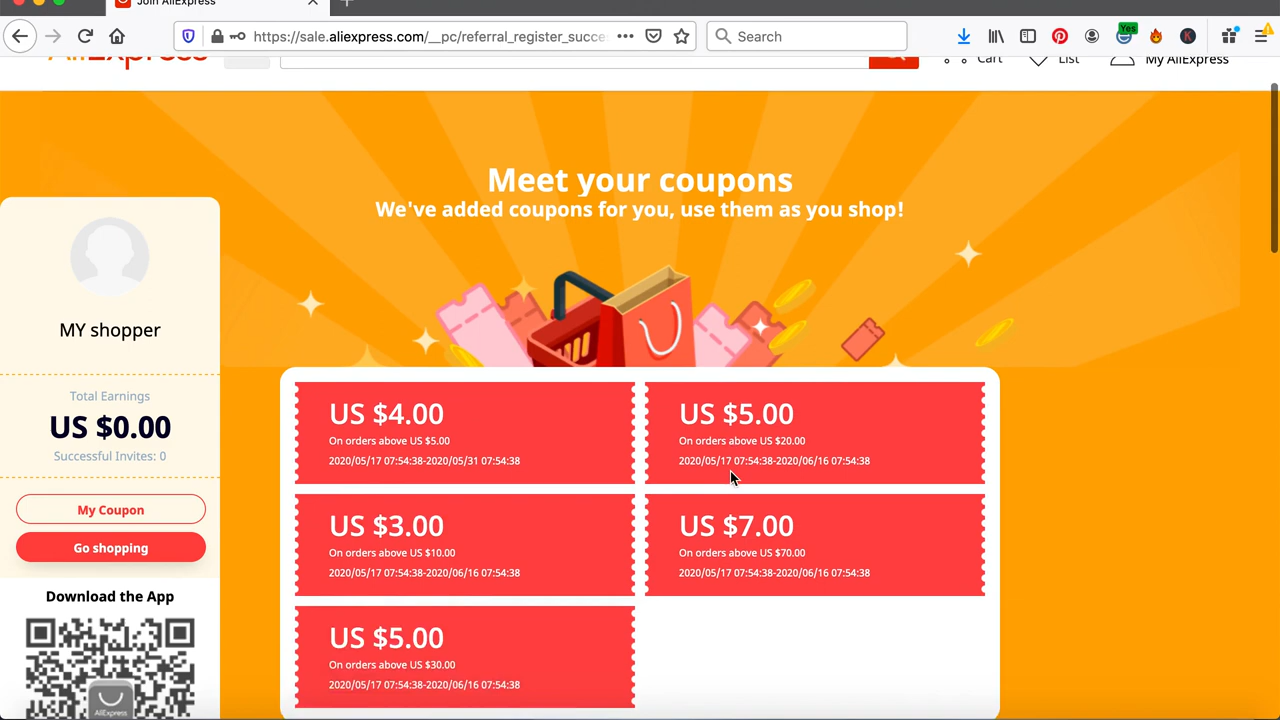 Join AliExpress
https://sale.aliexpress.com/__pc/referral_register_succe
Search
Yes
K
AliExpress
Cart
List
My AliExpress
Meet your coupons
We've added coupons for you, use them as you shop!
MY shopper
Total Earnings
US $0.00
Successful Invites: 0
My Coupon
Go shopping
Download the App
AliExpress
US $4.00
On orders above US $5.00
2020/05/17 07:54:38-2020/05/31 07:54:38
US $5.00
On orders above US $20.00
2020/05/17 07:54:38-2020/06/16 07:54:38
US $3.00
On orders above US $10.00
2020/05/17 07:54:38-2020/06/16 07:54:38
US $7.00
On orders above US $70.00
2020/05/17 07:54:38-2020/06/16 07:54:38
US $5.00
On orders above US $30.00
2020/05/17 07:54:38-2020/06/16 07:54:38